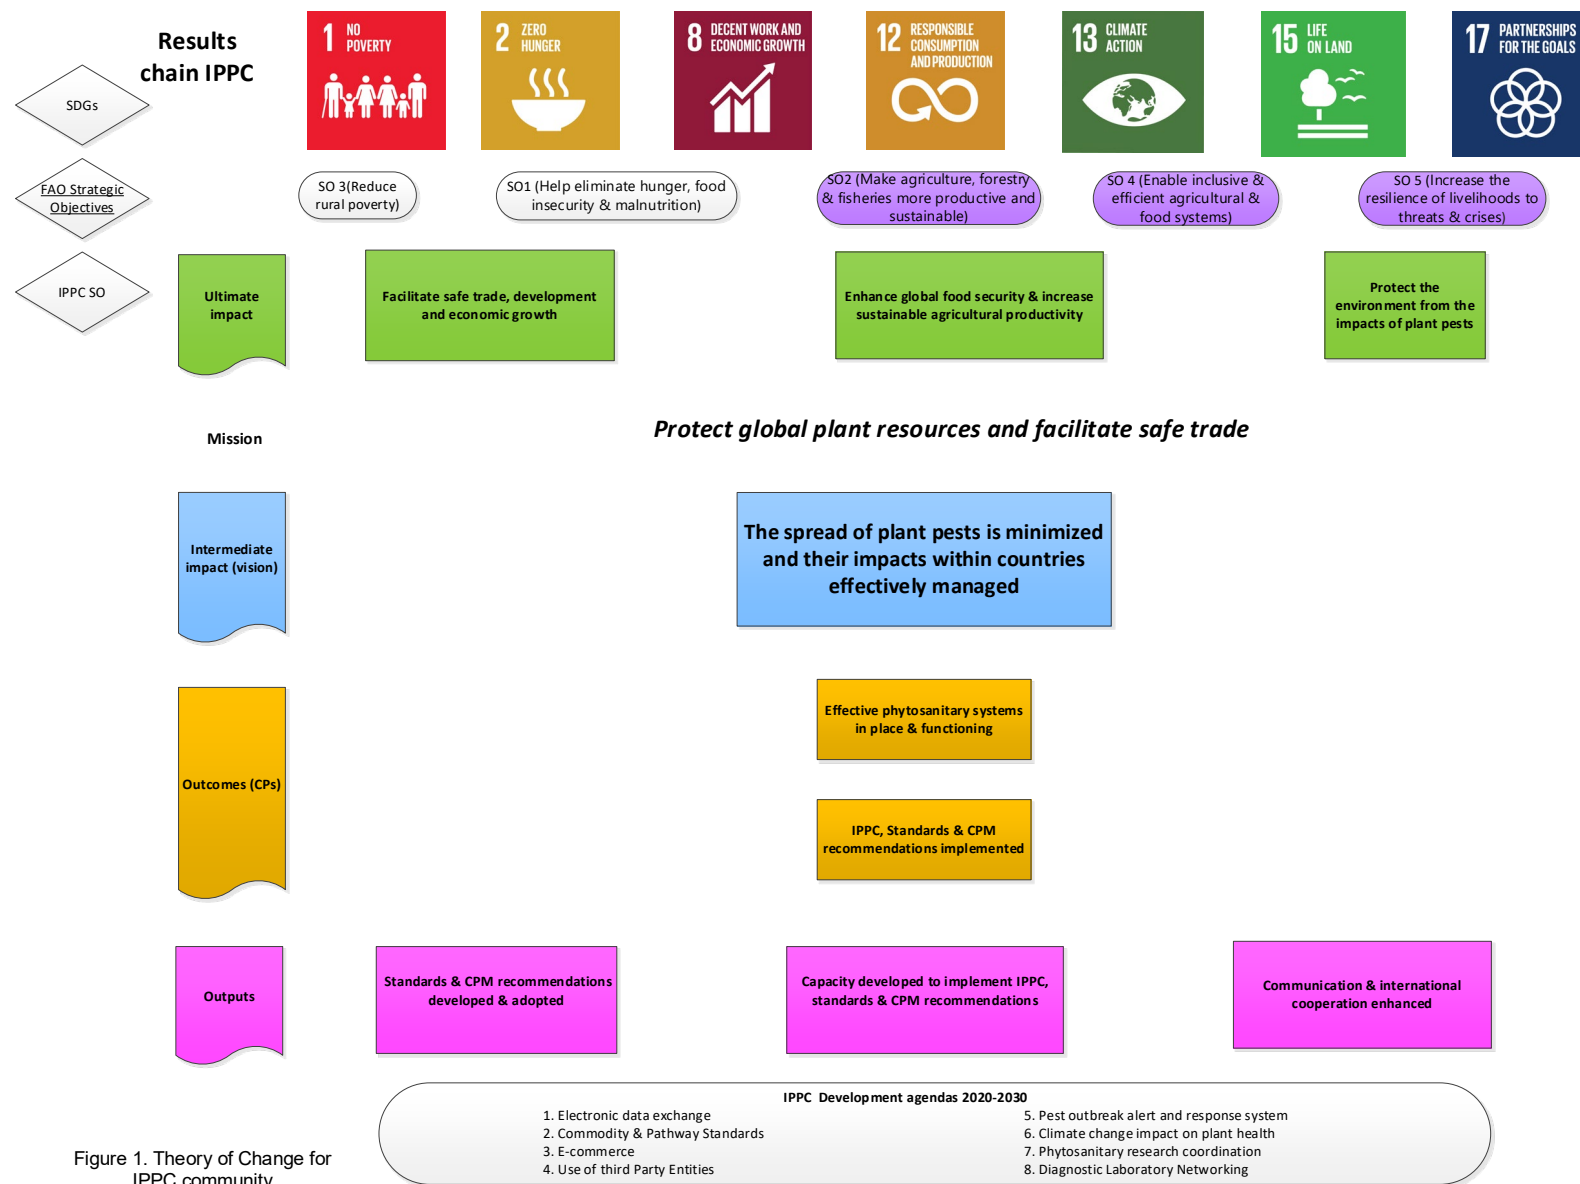 Results
chain IPPC
1 NO
POVERTY
2 ZERO
HUNGER
8 DECENT WORK AND
ECONOMIC GROWTH
12 RESPONSIBLE
CONSUMPTION
AND PRODUCTION
13 CLIMATE
ACTION
15 LIFE
ON LAND
17 PARTNERSHIPS
FOR THE GOALS
SDGs
FAO Strategic
Objectives
SO 3(Reduce
rural poverty)
SO1 (Help eliminate hunger, food
insecurity & malnutrition)
SO2 (Make agriculture, forestry
& fisheries more productive and
sustainable)
SO 4 (Enable inclusive &
efficient agricultural &
food systems)
SO 5 (Increase the
resilience of livelihoods to
threats & crises)
IPPC SO
Ultimate
impact
Facilitate safe trade, development
and economic growth
Enhance global food security & increase
sustainable agricultural productivity
Protect the
environment from the
impacts of plant pests
Mission
Protect global plant resources and facilitate safe trade
Intermediate
impact (vision)
The spread of plant pests is minimized
and their impacts within countries
effectively managed
Outcomes (CPs)
Effective phytosanitary systems
in place & functioning
IPPC, Standards & CPM
recommendations implemented
Outputs
Standards & CPM recommendations
developed & adopted
Capacity developed to implement IPPC,
standards & CPM recommendations
Communication & international
cooperation enhanced
IPPC Development agendas 2020-2030
1. Electronic data exchange
2. Commodity & Pathway Standards
3. E-commerce
4. Use of third Party Entities
5. Pest outbreak alert and response system
6. Climate change impact on plant health
7. Phytosanitary research coordination
8. Diagnostic Laboratory Networking
Figure 1. Theory of Change for
IPPC community